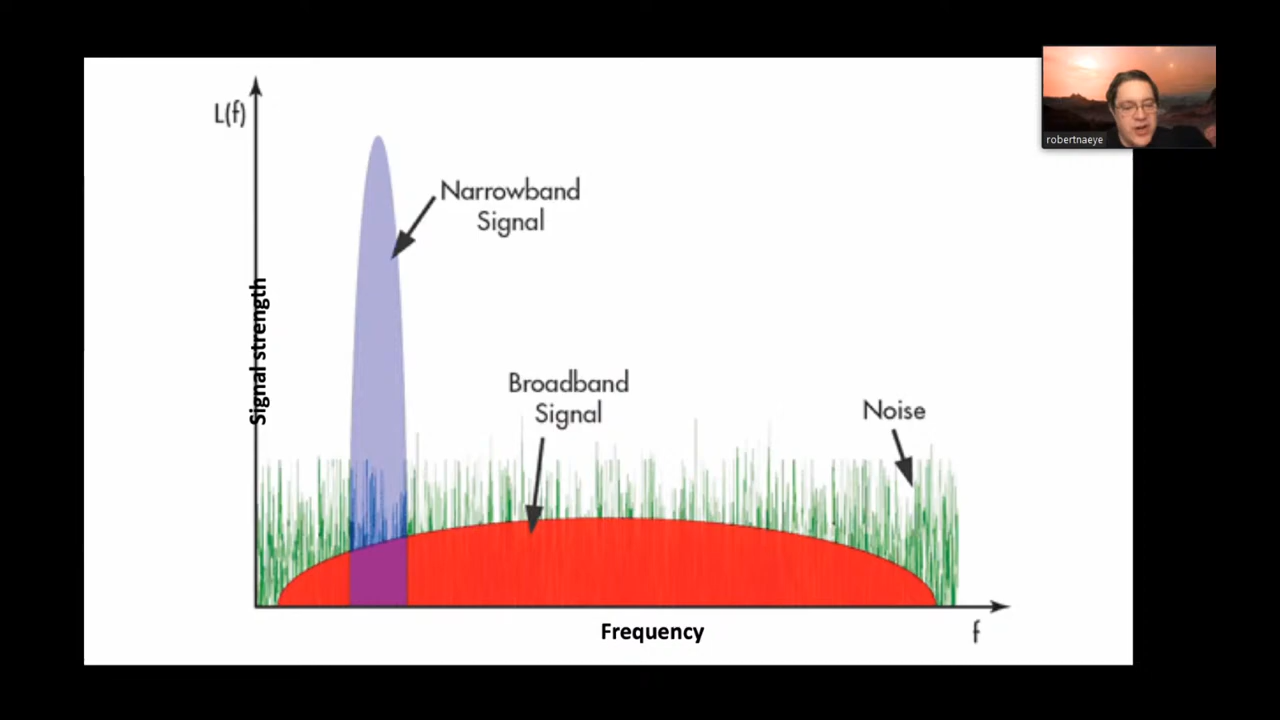 L(f)
robertnaeye
Narrowband
Signal
Signal strength
Broadband
Signal
Noise
Frequency
f